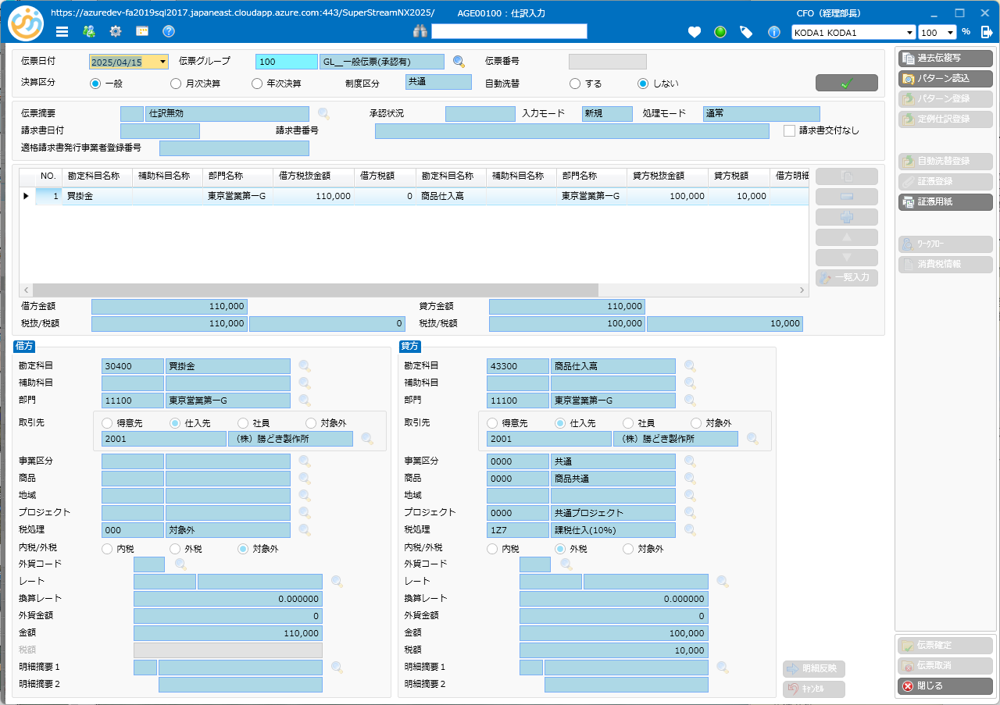 https://azuredev-fa2019sql2017.japaneast.cloudapp.azure.com:443/SuperStreamNX2025/ AGE00100：仕訳入力 CFO（経理部長）
KODA1 KODA1 100 %
伝票日付 2025/04/15 伝票グループ 100 GL__一般伝票(承認有) 伝票番号
決算区分 一般 月次決算 年次決算 制度区分 共通 自動洗替 する しない
伝票摘要 仕訳無効 承認状況 入力モード 新規 処理モード 通常
請求書日付 請求書番号 請求書交付なし
適格請求書発行事業者登録番号
NO. 勘定科目名称 補助科目名称 部門名称 借方税抜金額 借方税額 勘定科目名称 補助科目名称 部門名称 貸方税抜金額 貸方税額 借方明細
1 買掛金 東京営業第一G 110,000 0 商品仕入高 東京営業第一G 100,000 10,000
一覧入力
借方金額 110,000 貸方金額 110,000
税抜/税額 110,000 0 税抜/税額 100,000 10,000
借方
勘定科目 30400 買掛金
補助科目
部門 11100 東京営業第一G
取引先 得意先 仕入先 社員 対象外
2001 （株）勝どき製作所
事業区分
商品
地域
プロジェクト
税処理 000 対象外
内税/外税 内税 外税 対象外
外貨コード
レート
換算レート 0.000000
外貨金額 0
金額 110,000
税額
明細摘要１
明細摘要２
貸方
勘定科目 43300 商品仕入高
補助科目
部門 11100 東京営業第一G
取引先 得意先 仕入先 社員 対象外
2001 （株）勝どき製作所
事業区分 0000 共通
商品 0000 商品共通
地域
プロジェクト 0000 共通プロジェクト
税処理 1Z7 課税仕入(10%)
内税/外税 内税 外税 対象外
外貨コード
レート
換算レート 0.000000
外貨金額 0
金額 100,000
税額 10,000
明細摘要１
明細摘要２
明細反映
ｷｬﾝｾﾙ
過去伝複写
パターン読込
パターン登録
定例仕訳登録
自動洗替登録
証憑登録
証憑用紙
ﾜｰｸﾌﾛｰ
消費税情報
伝票確定
伝票取消
閉じる